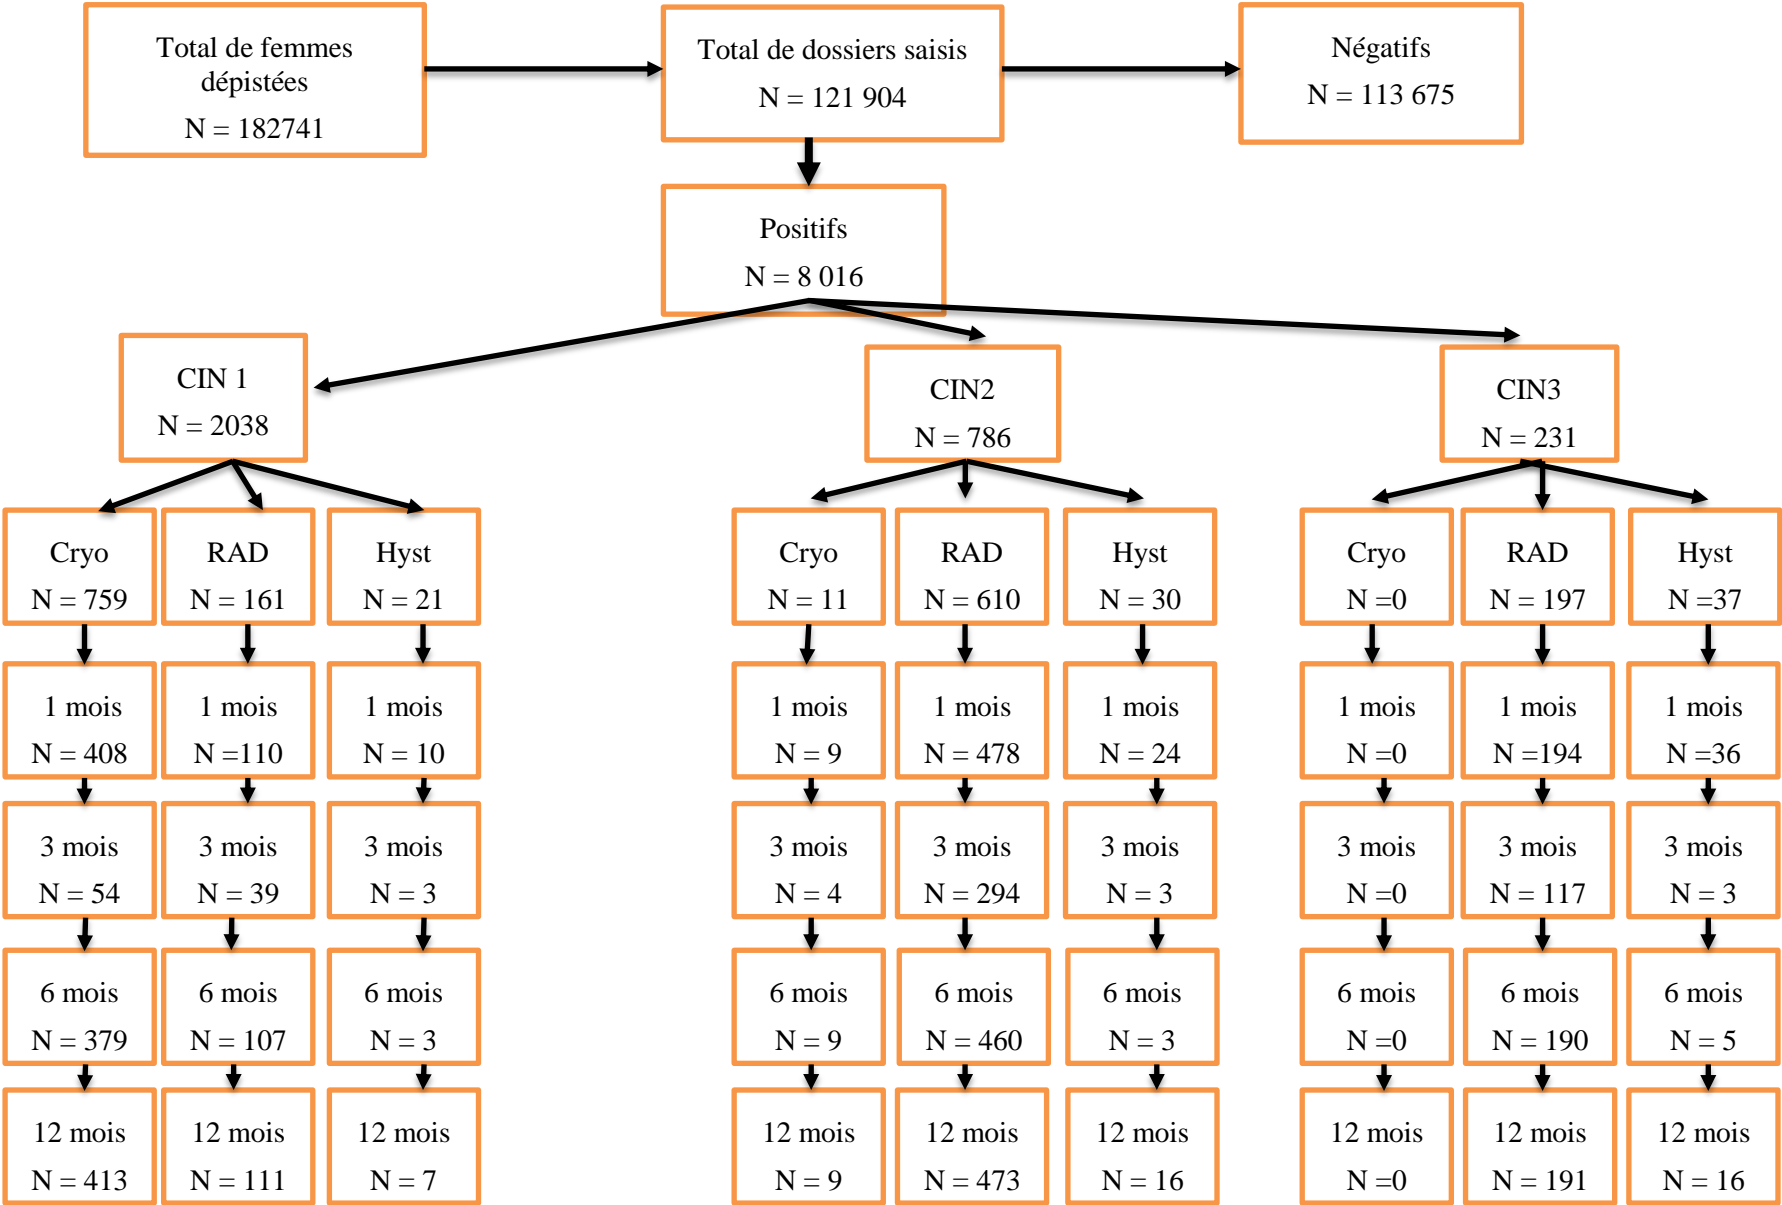 Total de femmes
dépistées
N = 182741
Total de dossiers saisis
N = 121 904
Négatifs
N = 113 675
Positifs
N = 8 016
CIN 1
N = 2038
CIN2
N = 786
CIN3
N = 231
Cryo
N = 759
RAD
N = 161
Hyst
N = 21
Cryo
N = 11
RAD
N = 610
Hyst
N = 30
Cryo
N =0
RAD
N = 197
Hyst
N =37
1 mois
N = 408
1 mois
N =110
1 mois
N = 10
1 mois
N = 9
1 mois
N = 478
1 mois
N = 24
1 mois
N =0
1 mois
N =194
1 mois
N =36
3 mois
N = 54
3 mois
N = 39
3 mois
N = 3
3 mois
N = 4
3 mois
N = 294
3 mois
N = 3
3 mois
N =0
3 mois
N = 117
3 mois
N = 3
6 mois
N = 379
6 mois
N = 107
6 mois
N = 3
6 mois
N = 9
6 mois
N = 460
6 mois
N = 3
6 mois
N =0
6 mois
N = 190
6 mois
N = 5
12 mois
N = 413
12 mois
N = 111
12 mois
N = 7
12 mois
N = 9
12 mois
N = 473
12 mois
N = 16
12 mois
N =0
12 mois
N = 191
12 mois
N = 16